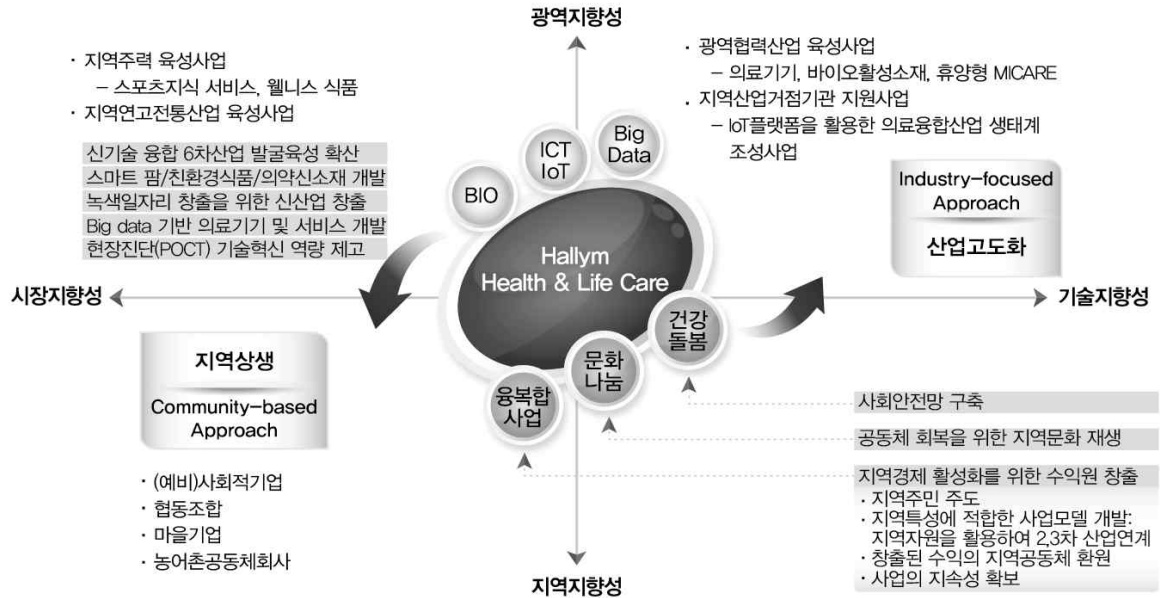 광역지향성
· 지역주력 육성사업
– 스포츠지식 서비스, 웰니스 식품
· 지역연고전통산업 육성사업
신기술 융합 6차산업 발굴육성 확산
스마트 팜/친환경식품/의약신소재 개발
녹색일자리 창출을 위한 신산업 창출
Big data 기반 의료기기 및 서비스 개발
현장진단(POCT) 기술혁신 역량 제고
· 광역협력산업 육성사업
– 의료기기, 바이오활성소재, 휴양형 MICARE
· 지역산업거점기관 지원사업
– IoT플랫폼을 활용한 의료융합산업 생태계
조성사업
BIO
ICT
IoT
Big
Data
Industry-focused
Approach
산업고도화
Hallym
Health & Life Care
시장지향성
기술지향성
건강
돌봄
문화
나눔
융복합
사업
지역상생
Community-based
Approach
· (예비)사회적기업
· 협동조합
· 마을기업
· 농어촌공동체회사
사회안전망 구축
공동체 회복을 위한 지역문화 재생
지역경제 활성화를 위한 수익원 창출
· 지역주민 주도
· 지역특성에 적합한 사업모델 개발:
지역자원을 활용하여 2,3차 산업연계
· 창출된 수익의 지역공동체 환원
· 사업의 지속성 확보
지역지향성